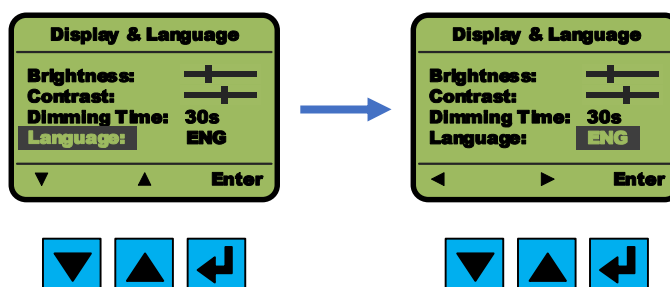 Display & Language
Brightness:
Contrast:
Dimming Time: 30s
Language: ENG
▼ ▲ Enter
Display & Language
Brightness:
Contrast:
Dimming Time: 30s
Language: ENG
◄ ► Enter